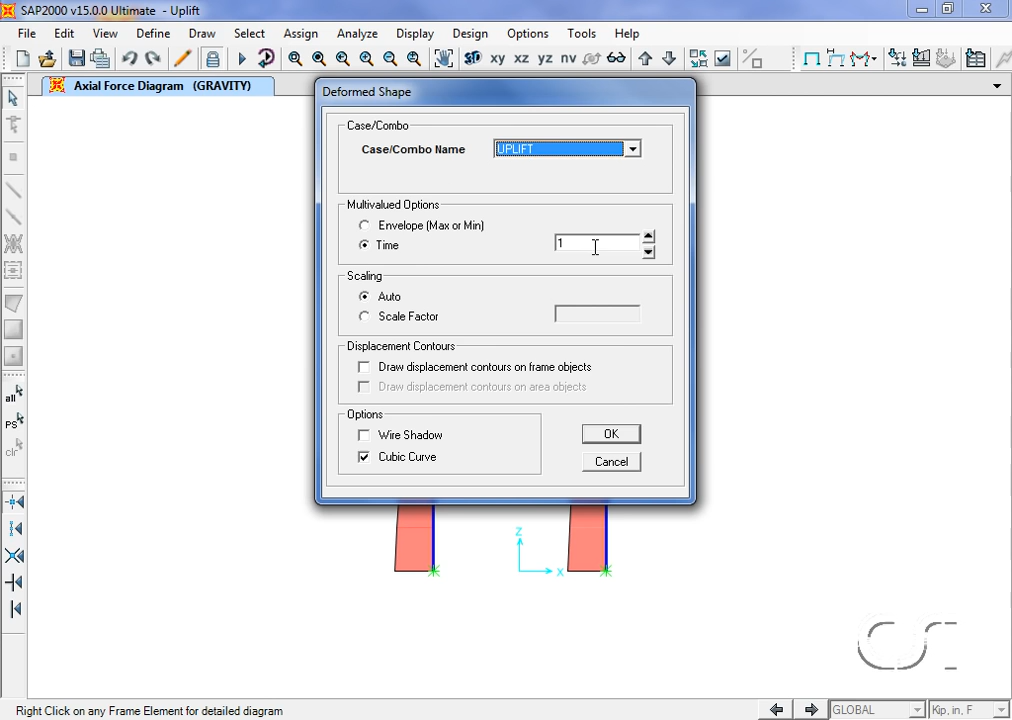 SAP2000 v15.0.0 Ultimate - Uplift
File Edit View Define Draw Select Assign Analyze Display Design Options Tools Help
3D xy xz yz nv
Axial Force Diagram (GRAVITY)
Deformed Shape
Case/Combo
Case/Combo Name UPLIFT
Multivalued Options
Envelope (Max or Min)
Time 1
Scaling
Auto
Scale Factor
Displacement Contours
Draw displacement contours on frame objects
Draw displacement contours on area objects
Options
Wire Shadow
Cubic Curve
OK
Cancel
all
PS
clr
Z
X
CSI
Right Click on any Frame Element for detailed diagram
GLOBAL
Kip, in, F